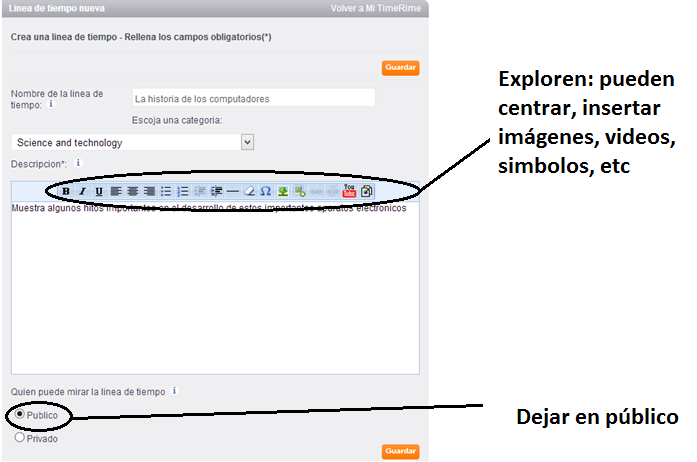 Linea de tiempo nueva
Volver a Mi TimeRime
Crea una linea de tiempo - Rellena los campos obligatorios(*)
Guardar
Nombre de la linea de
tiempo: i
La historia de los computadores
Escoja una categoria:
Science and technology
Descripcion*: i
B I U
You
Tube
Muestra algunos hitos importantes en el desarrollo de estos importantes aparatos electronicos
Quien puede mirar la linea de tiempo i
Publico
Privado
Guardar
Exploren: pueden
centrar, insertar
imágenes, videos,
simbolos, etc
Dejar en público